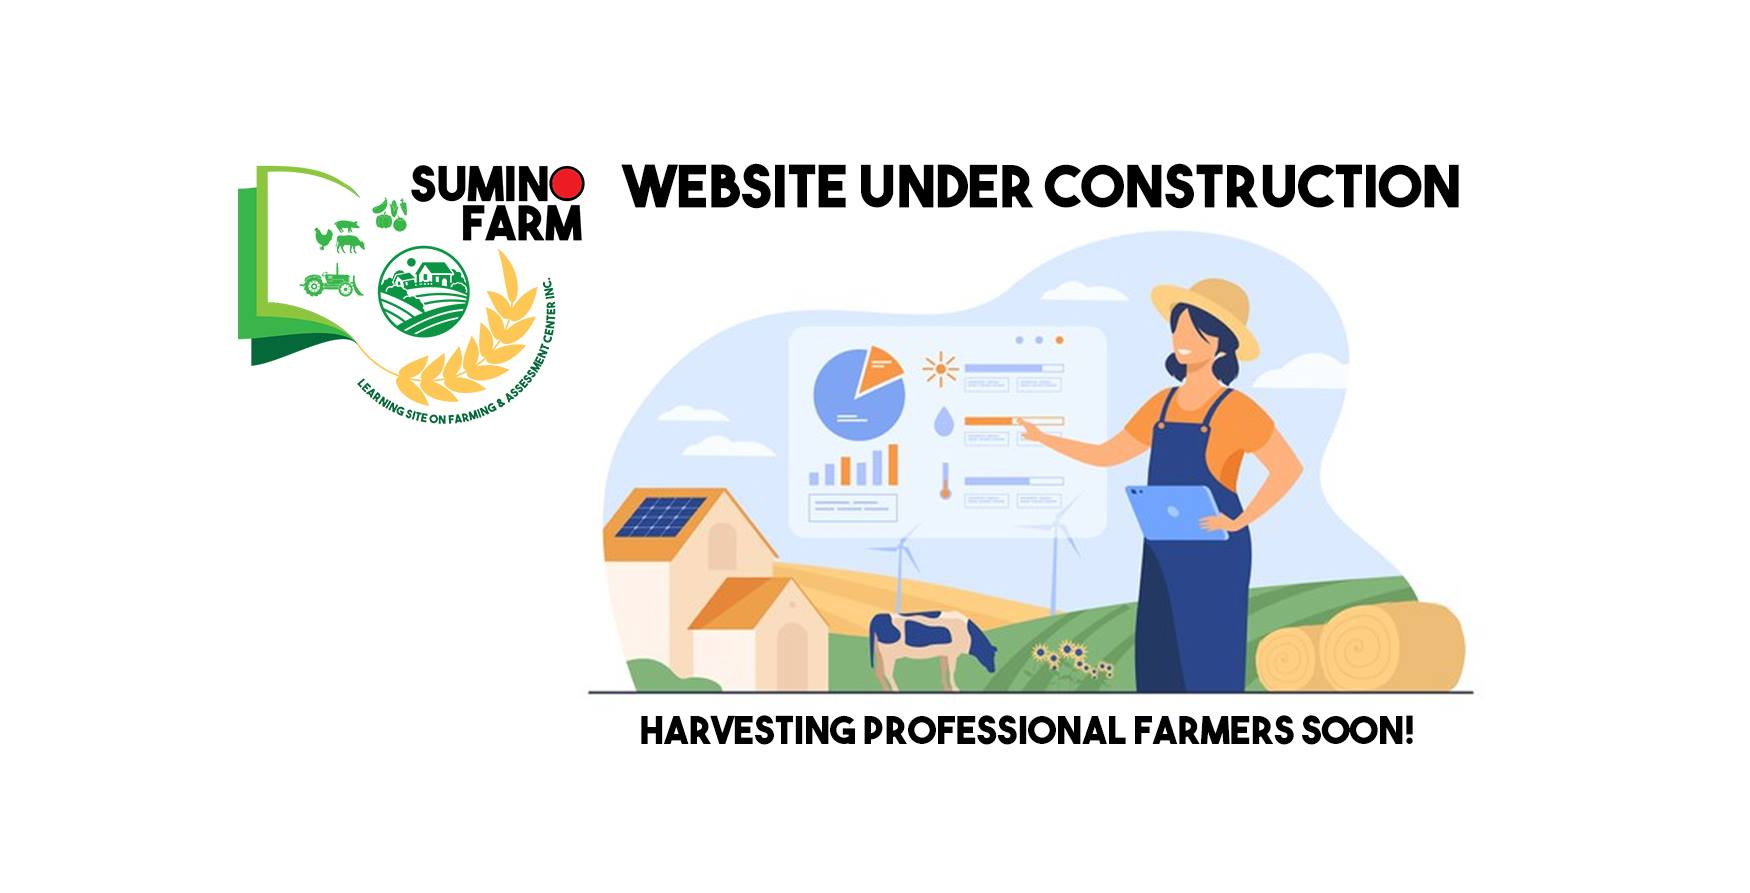 SUMINO
FARM
LEARNING SITE ON FARMING & ASSESSMENT CENTER INC.
WEBSITE UNDER CONSTRUCTION
HARVESTING PROFESSIONAL FARMERS SOON!